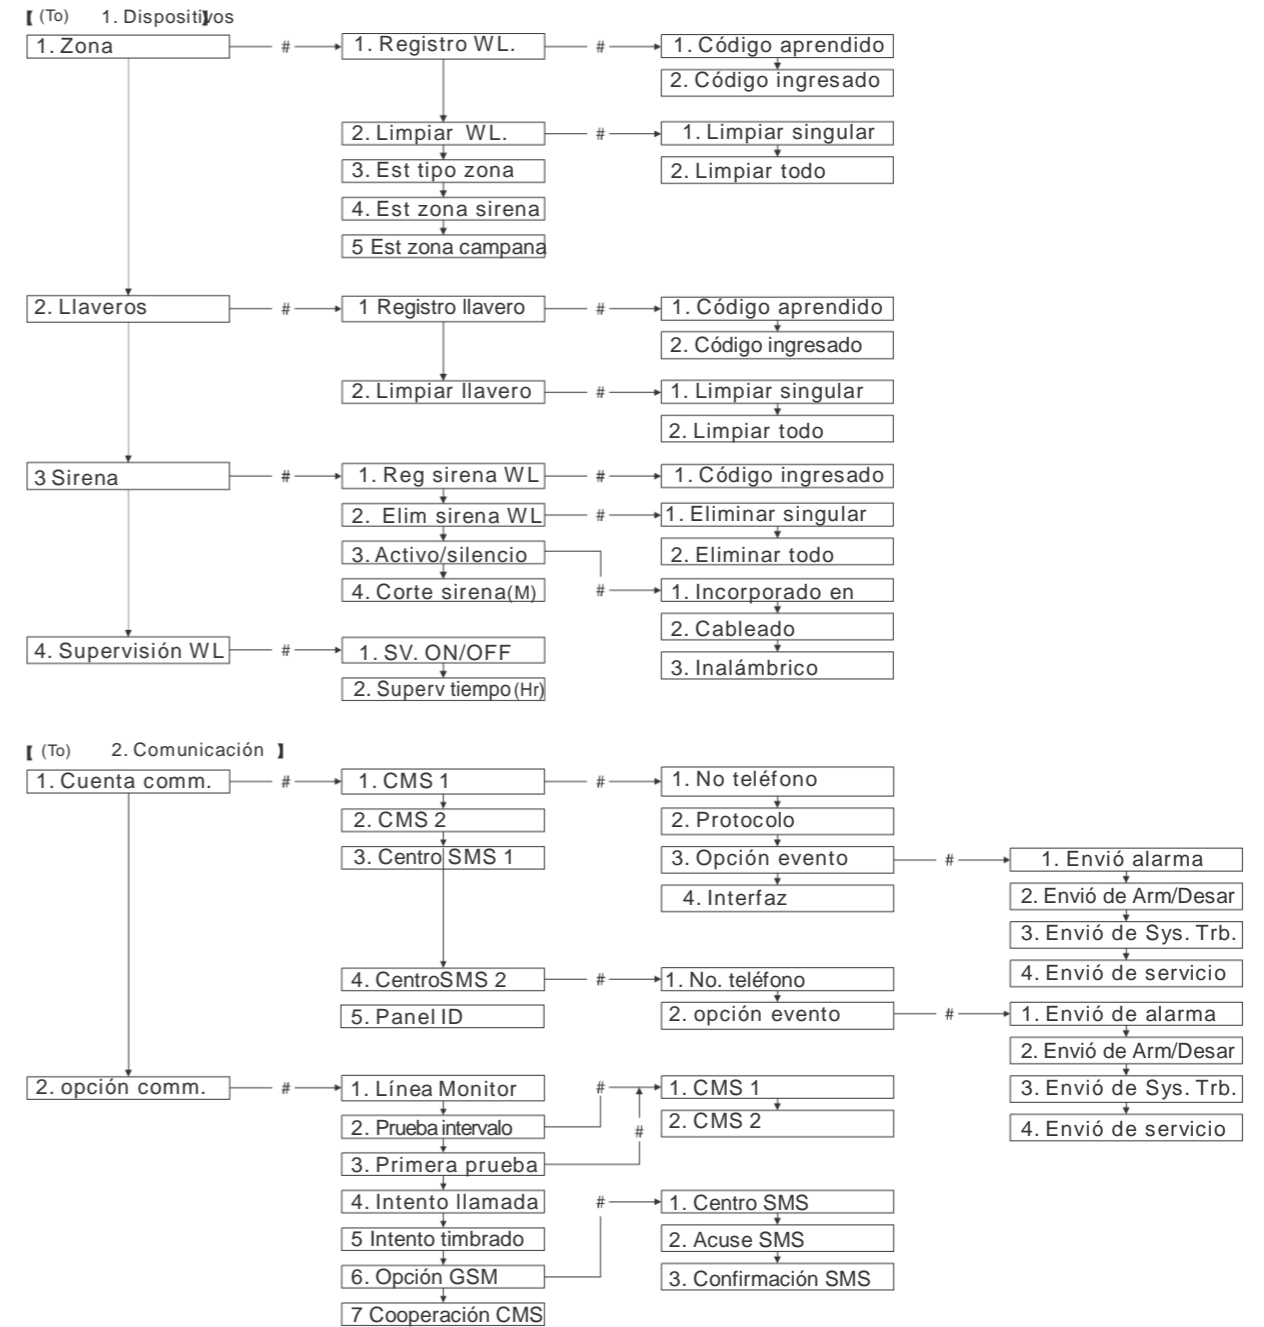 【 (To) 1. Dispositivos】
1. Zona # 1. Registro WL. # 1. Código aprendido
2. Código ingresado
2. Limpiar WL. # 1. Limpiar singular
3. Est tipo zona 2. Limpiar todo
4. Est zona sirena
5 Est zona campana
2. Llaveros # 1 Registro llavero # 1. Código aprendido
2. Código ingresado
2. Limpiar llavero # 1. Limpiar singular
2. Limpiar todo
3 Sirena # 1. Reg sirena WL # 1. Código ingresado
2. Elim sirena WL # 1. Eliminar singular
3. Activo/silencio 2. Eliminar todo
4. Corte sirena(M) # 1. Incorporado en
2. Cableado
4. Supervisión WL # 1. SV. ON/OFF 3. Inalámbrico
2. Superv tiempo(Hr)
【 (To) 2. Comunicación 】
1. Cuenta comm. # 1. CMS 1 # 1. No teléfono
2. CMS 2 2. Protocolo
3. Centro SMS 1 3. Opción evento # 1. Envió alarma
4. Interfaz 2. Envió de Arm/Desar
3. Envió de Sys. Trb.
4. CentroSMS 2 # 1. No. teléfono 4. Envió de servicio
5. Panel ID 2. opción evento # 1. Envió de alarma
2. Envió de Arm/Desar
2. opción comm. # 1. Línea Monitor # 1. CMS 1 3. Envió de Sys. Trb.
2. Prueba intervalo # 2. CMS 2 4. Envió de servicio
3. Primera prueba
4. Intento llamada # 1. Centro SMS
5 Intento timbrado 2. Acuse SMS
6. Opción GSM 3. Confirmación SMS
7 Cooperación CMS